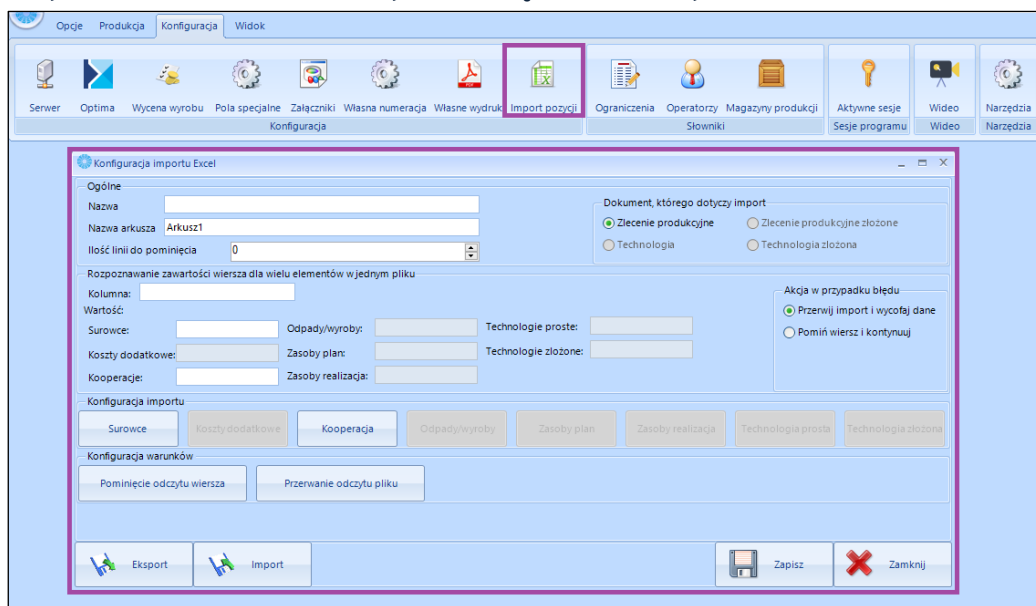 Opcje Produkcja Konfiguracja Widok
Serwer Optima Wycena wyrobu Pola specjalne Załączniki Własna numeracja Własne wydruk Import pozycji Ograniczenia Operatorzy Magazyny produkcji Aktywne sesje Wideo Narzędzia
Konfiguracja Słowniki Sesje programu Wideo Narzędzia
Konfiguracja importu Excel
Ogólne
Nazwa
Dokument, którego dotyczy import
Nazwa arkusza Arkusz1
Zlecenie produkcyjne Zlecenie produkcyjne złożone
Ilość linii do pominięcia 0
Technologia Technologia zlożona
Rozpoznawanie zawartości wiersza dla wielu elementów w jednym pliku
Kolumna:
Akcja w przypadku błędu
Wartość:
Przerwij import i wycofaj dane
Surowce: Odpady/wyroby: Technologie proste:
Pomiń wiersz i kontynuuj
Koszty dodatkowe: Zasoby plan: Technologie zlożone:
Kooperacje: Zasoby realizacja:
Konfiguracja importu
Surowce Koszty dodatkowe Kooperacja Odpady/wyroby Zasoby plan Zasoby realizacja Technologia prosta Technologia złożona
Konfiguracja warunków
Pominięcie odczytu wiersza Przerwanie odczytu pliku
Eksport Import Zapisz Zamknij